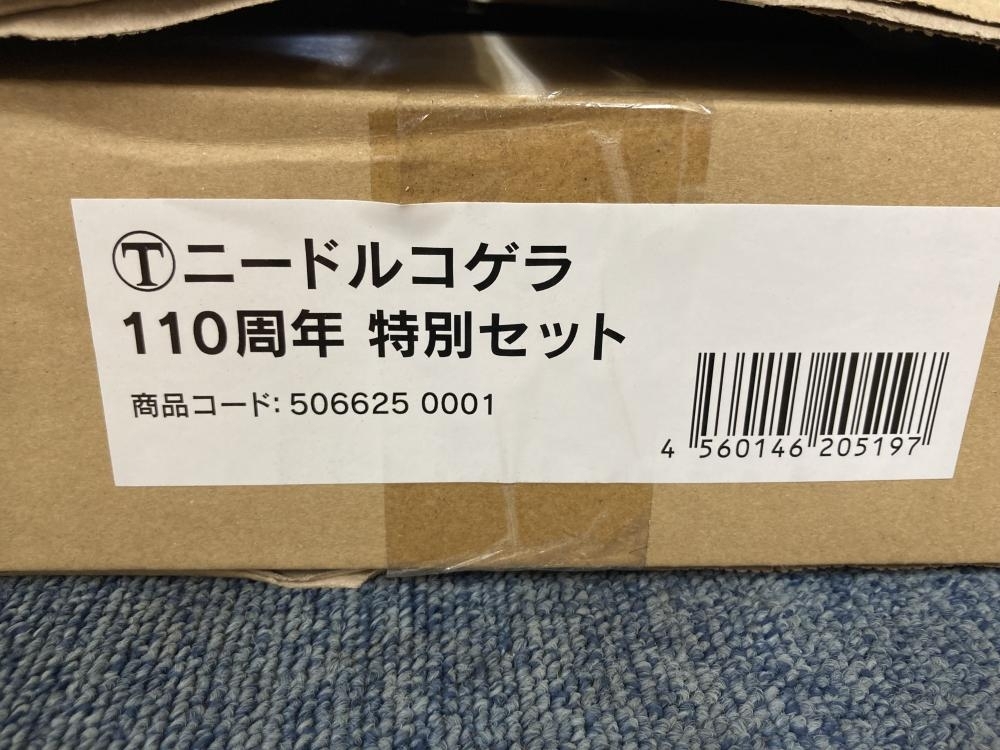 Ⓣニードルコゲラ
110周年 特別セット
商品コード: 506625 0001
4 560146 205197